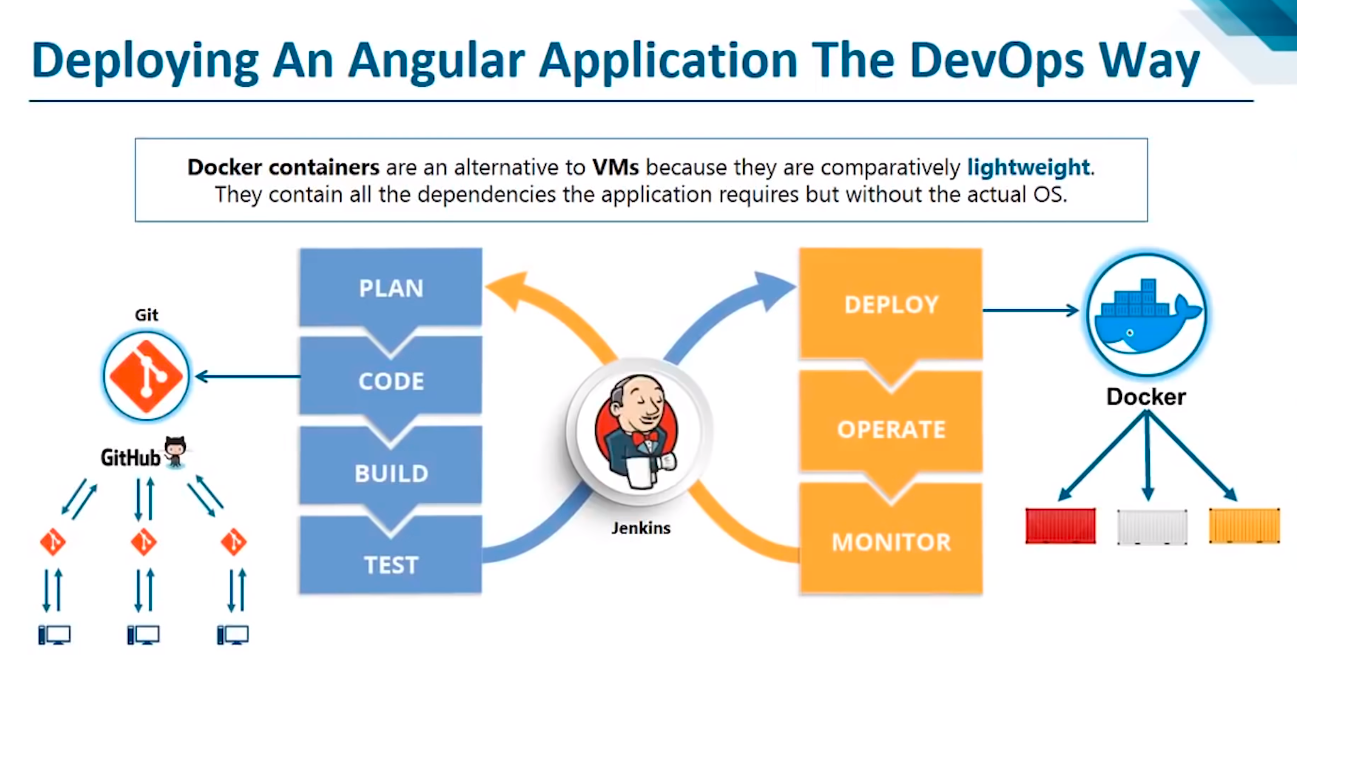 Deploying An Angular Application The DevOps Way
Docker containers are an alternative to VMs because they are comparatively lightweight.
They contain all the dependencies the application requires but without the actual OS.
Git
GitHub
PLAN
CODE
BUILD
TEST
Jenkins
DEPLOY
OPERATE
MONITOR
Docker